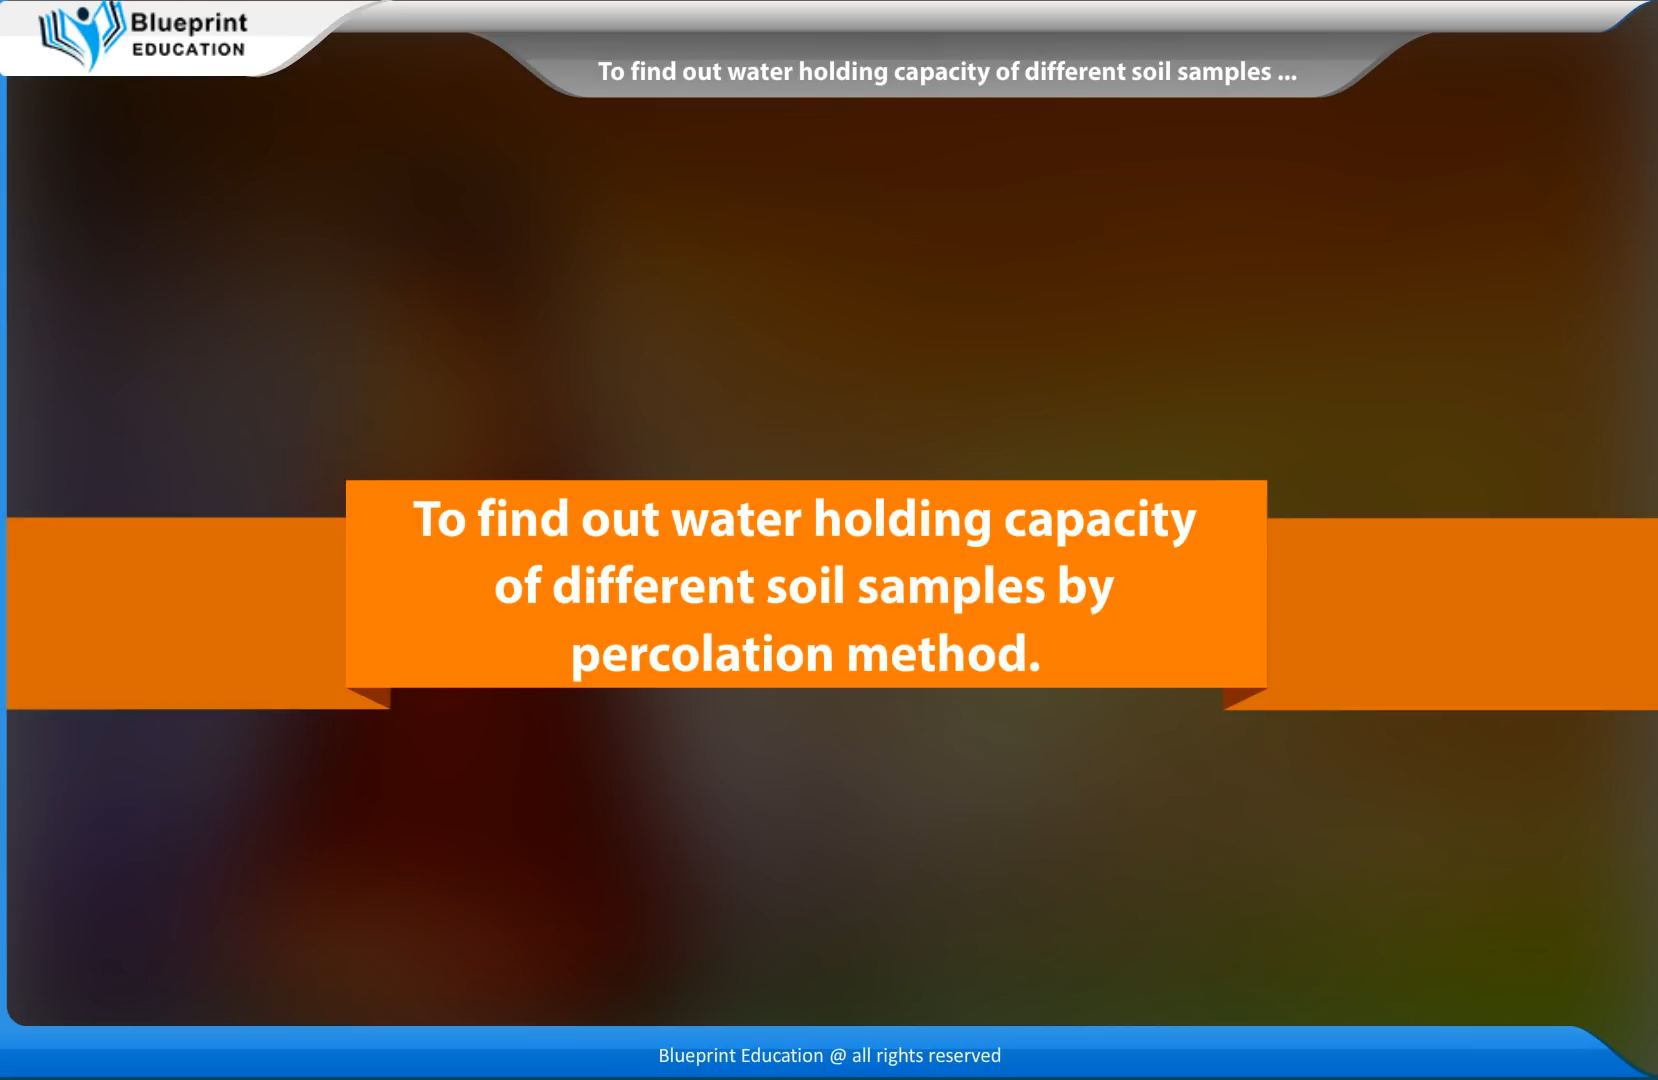 Blueprint
EDUCATION
To find out water holding capacity of different soil samples ...
To find out water holding capacity
of different soil samples by
percolation method.
Blueprint Education @ all rights reserved